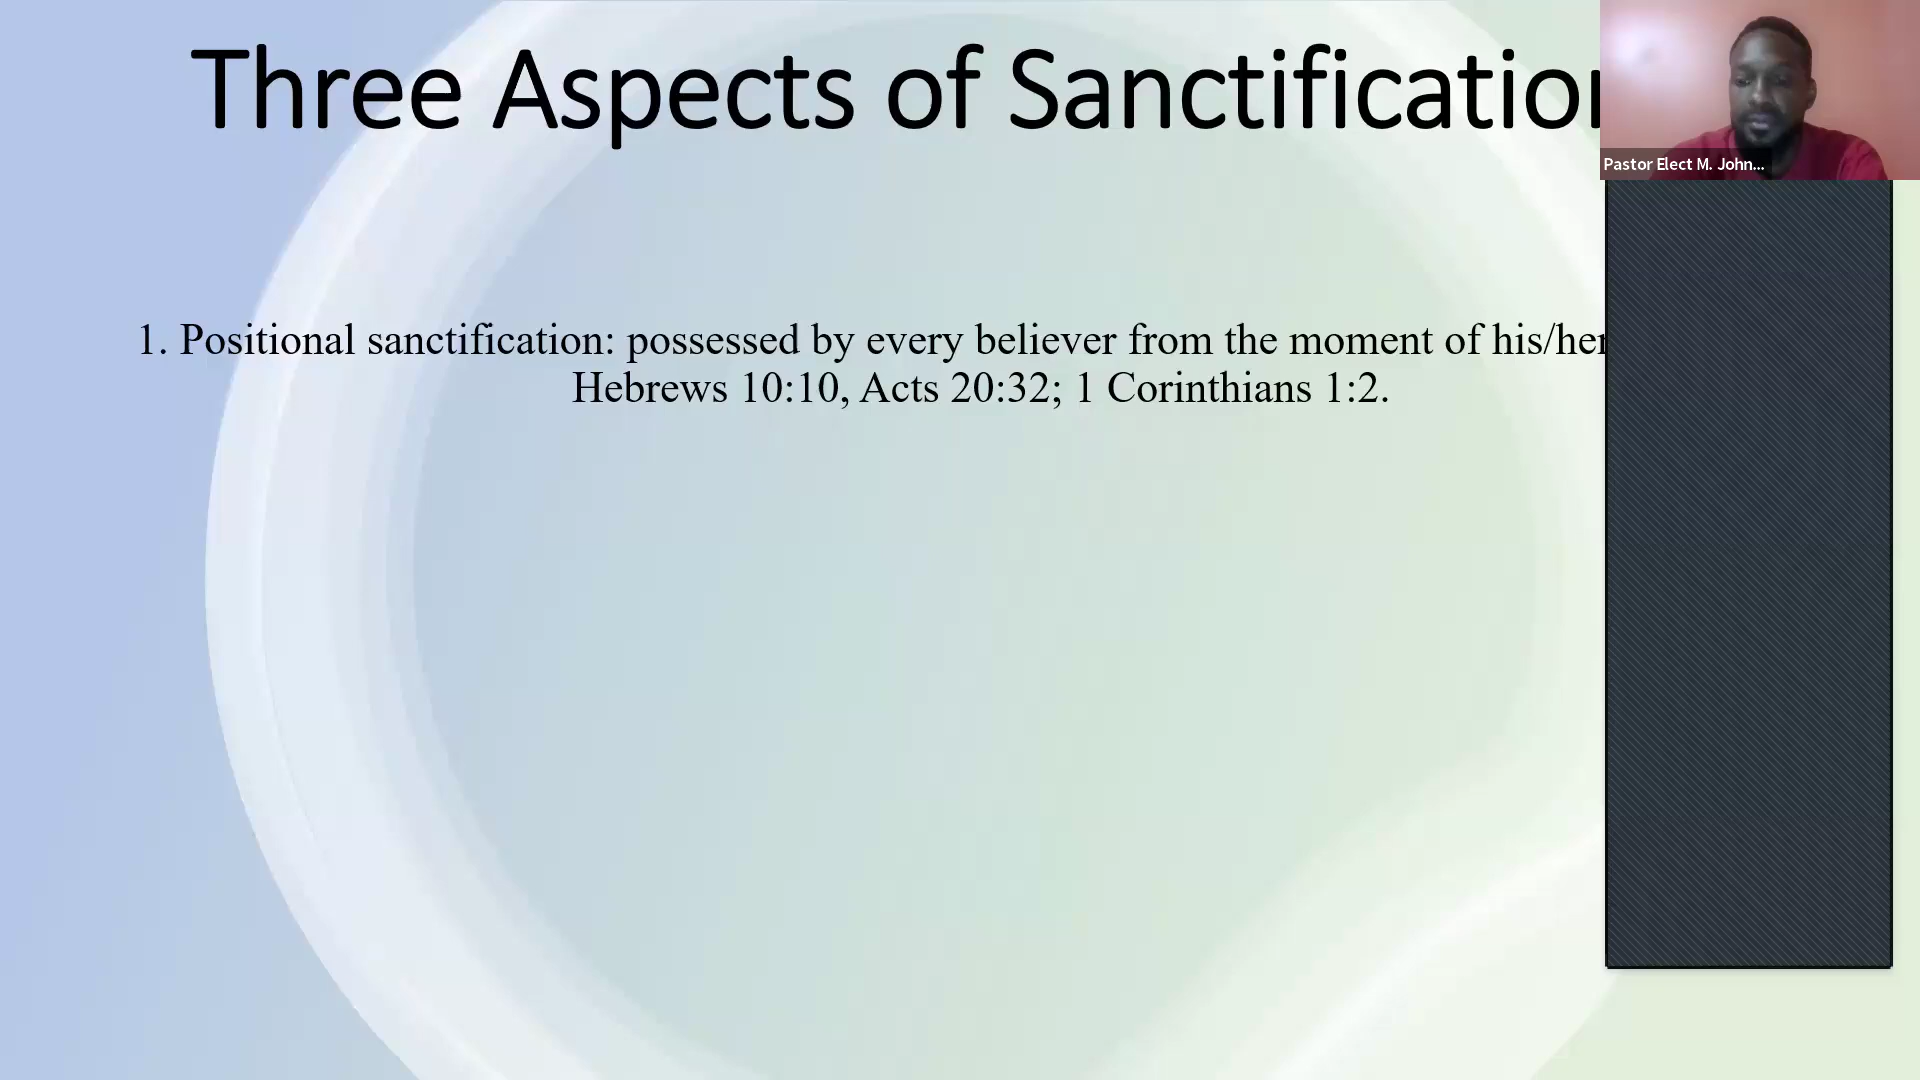 Three Aspects of Sanctification
Pastor Elect M. John...
1. Positional sanctification: possessed by every believer from the moment of his/her
Hebrews 10:10, Acts 20:32; 1 Corinthians 1:2.